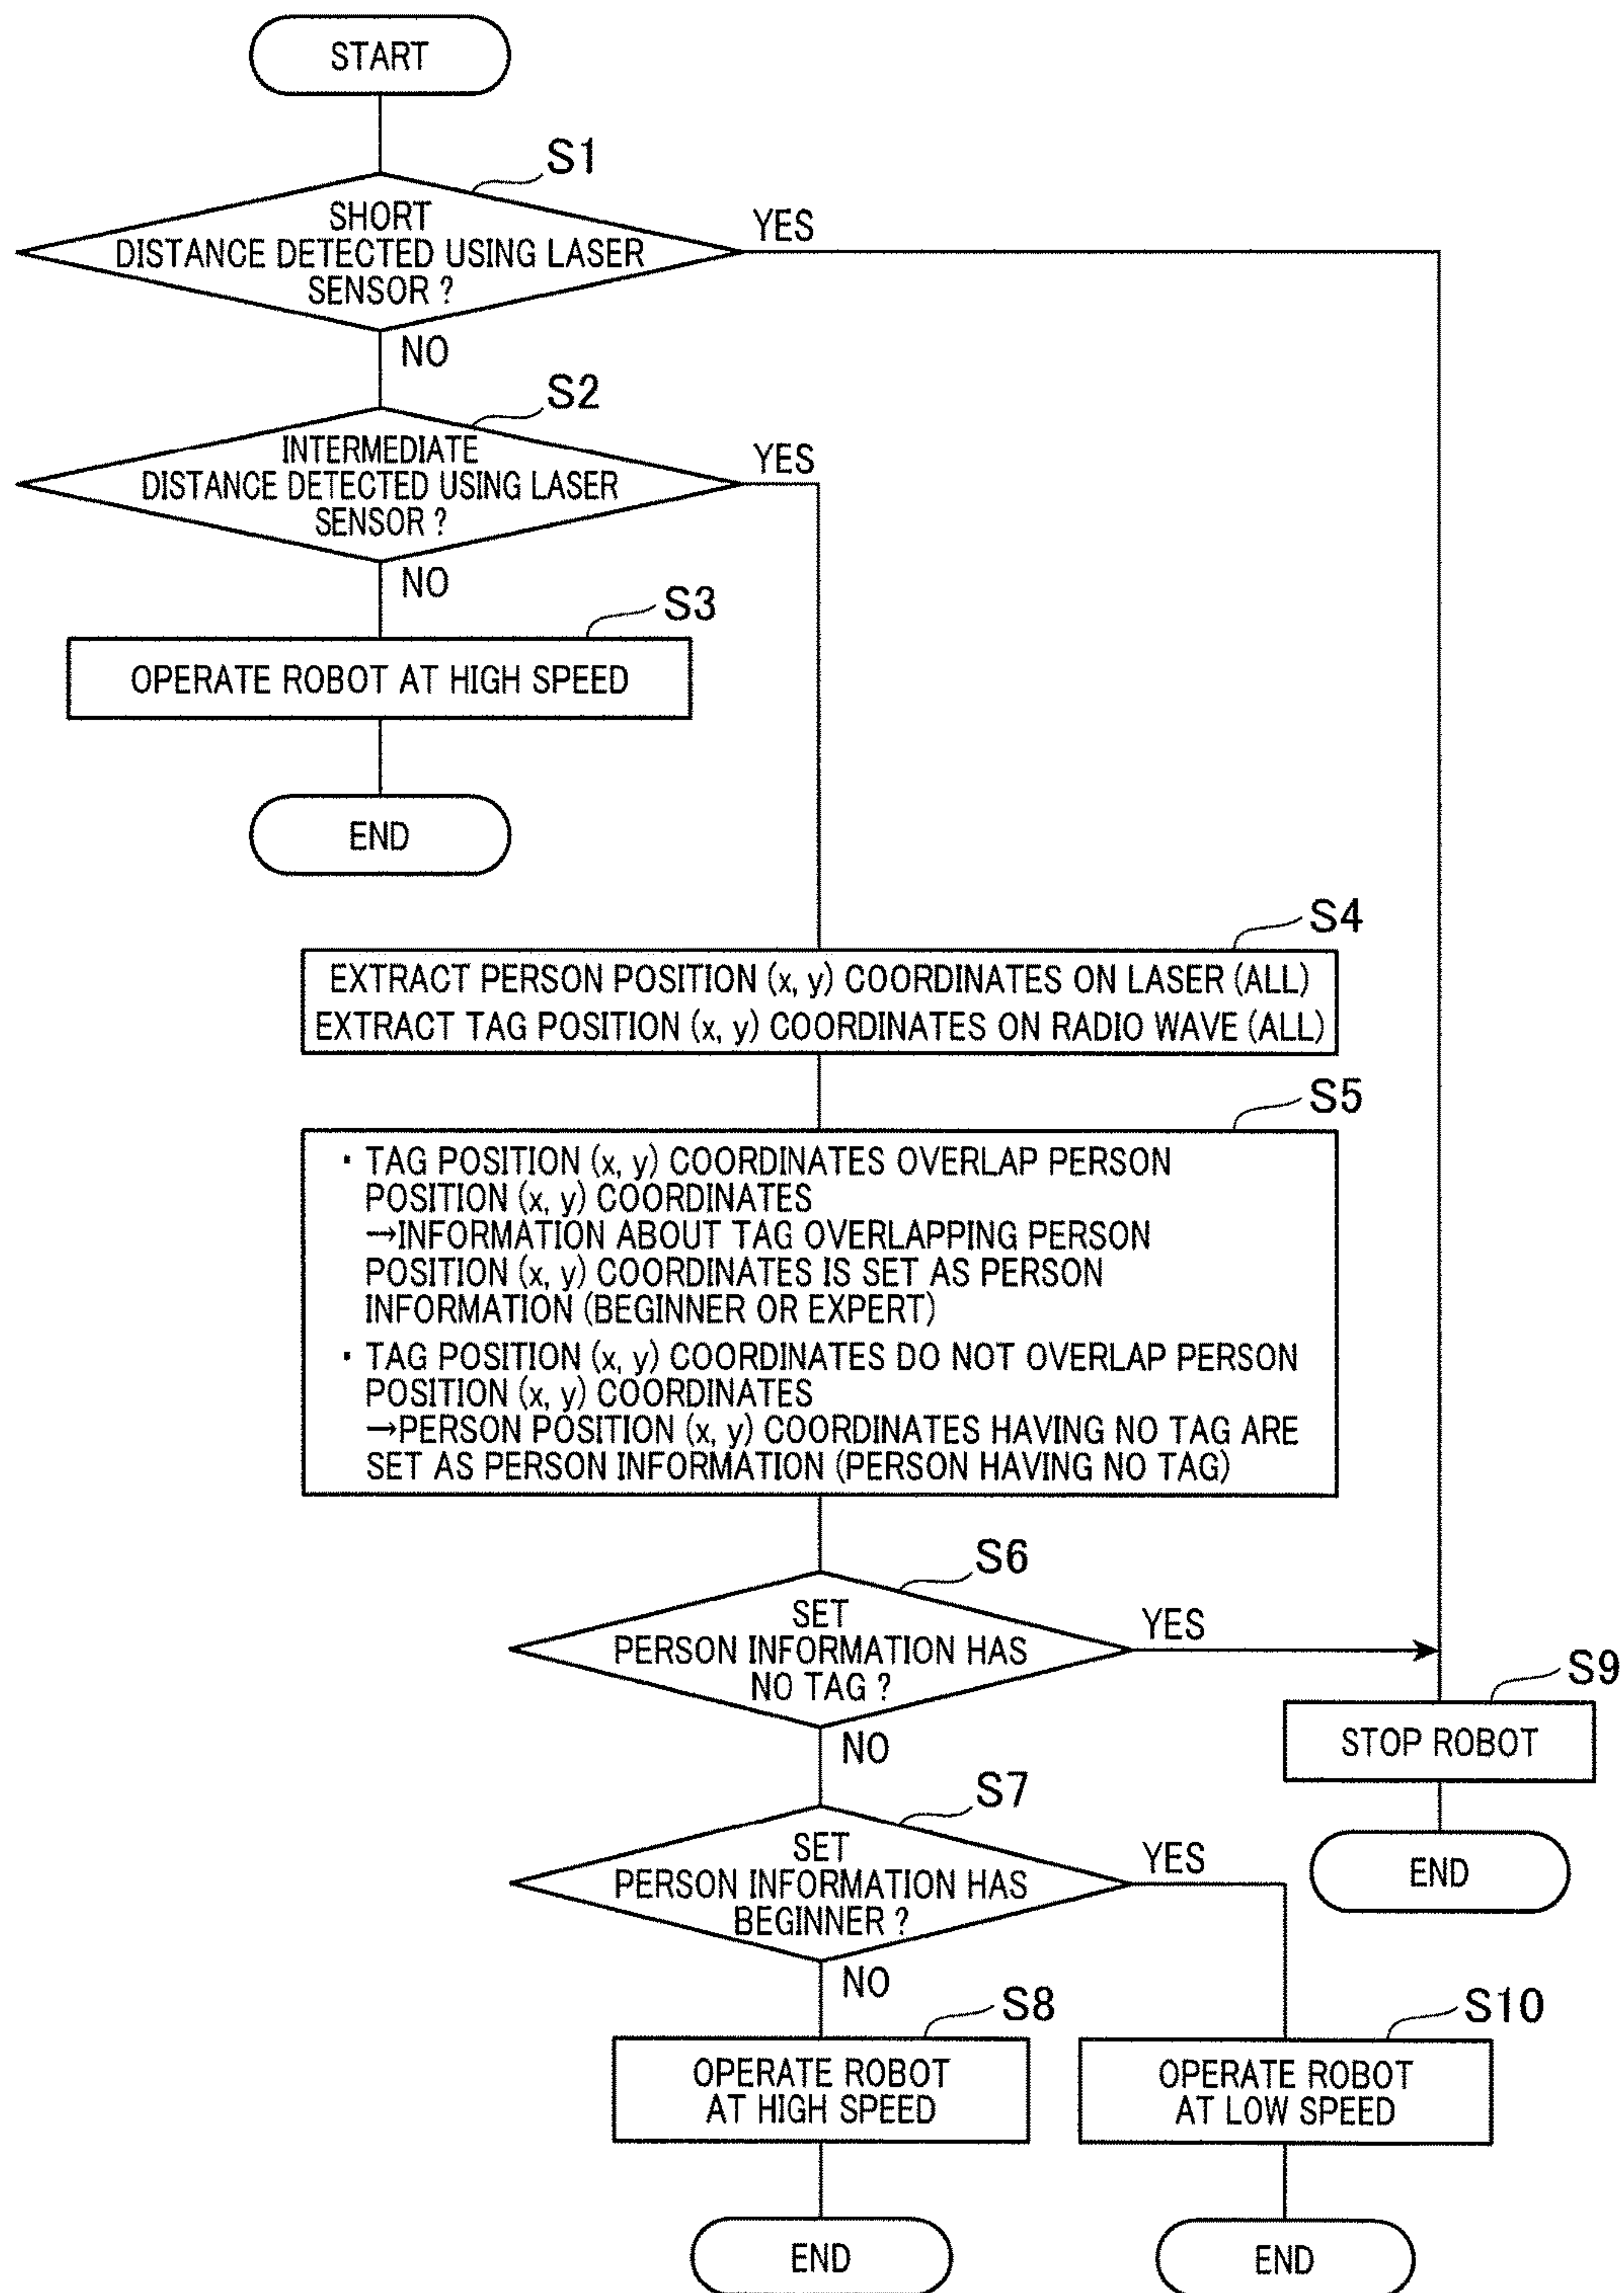 START
S1
SHORT
DISTANCE DETECTED USING LASER
SENSOR ?
YES
NO
S2
INTERMEDIATE
DISTANCE DETECTED USING LASER
SENSOR ?
YES
NO
S3
OPERATE ROBOT AT HIGH SPEED
END
S4
EXTRACT PERSON POSITION (x, y) COORDINATES ON LASER (ALL)
EXTRACT TAG POSITION (x, y) COORDINATES ON RADIO WAVE (ALL)
S5
・ TAG POSITION (x, y) COORDINATES OVERLAP PERSON
POSITION (x, y) COORDINATES
→INFORMATION ABOUT TAG OVERLAPPING PERSON
POSITION (x, y) COORDINATES IS SET AS PERSON
INFORMATION (BEGINNER OR EXPERT)
・ TAG POSITION (x, y) COORDINATES DO NOT OVERLAP PERSON
POSITION (x, y) COORDINATES
→PERSON POSITION (x, y) COORDINATES HAVING NO TAG ARE
SET AS PERSON INFORMATION (PERSON HAVING NO TAG)
S6
SET
PERSON INFORMATION HAS
NO TAG ?
YES
NO
S9
STOP ROBOT
END
S7
SET
PERSON INFORMATION HAS
BEGINNER ?
YES
NO
S8
OPERATE ROBOT
AT HIGH SPEED
END
S10
OPERATE ROBOT
AT LOW SPEED
END